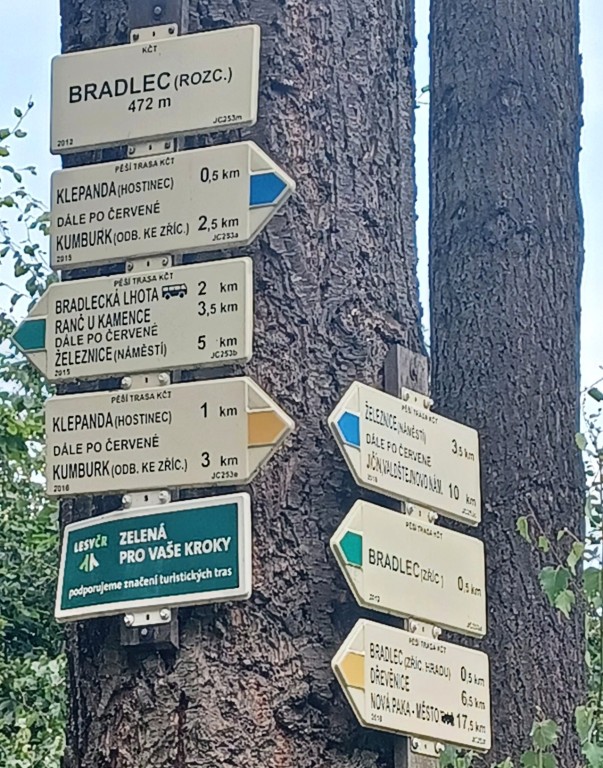 KČT
BRADLEC (ROZC.)
472 m
2012 JC253m
PĚŠÍ TRASA KČT
KLEPANDA (HOSTINEC) 0,5 km
DÁLE PO ČERVENÉ
KUMBURK (ODB. KE ZŘÍC.) 2,5 km
2015 JC253a
PĚŠÍ TRASA KČT
BRADLECKÁ LHOTA 2 km
RANČ U KAMENCE 3,5 km
DÁLE PO ČERVENÉ
ŽELEZNICE (NÁMĚSTÍ) 5 km
2015 JC253b
PĚŠÍ TRASA KČT
KLEPANDA (HOSTINEC) 1 km
DÁLE PO ČERVENÉ
KUMBURK (ODB. KE ZŘÍC.) 3 km
2016 JC253e
LESY ČR
ZELENÁ
PRO VAŠE KROKY
podporujeme značení turistických tras
PĚŠÍ TRASA KČT
ŽELEZNICE (NÁMĚSTÍ) 3,5 km
DÁLE PO ČERVENÉ
JIČÍN, VALDŠTEJNOVO NÁM. 10 km
PĚŠÍ TRASA KČT
BRADLEC (ZŘÍC.) 0,5 km
PĚŠÍ TRASA KČT
BRADLEC (ZŘÍC. HRADU) 0,5 km
DŘEVĚNICE 6,5 km
NOVÁ PAKA - MĚSTO 17,5 km